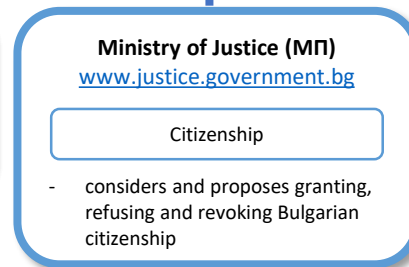 Ministry of Justice (МП)
www.justice.government.bg
Citizenship
- considers and proposes granting,
refusing and revoking Bulgarian
citizenship